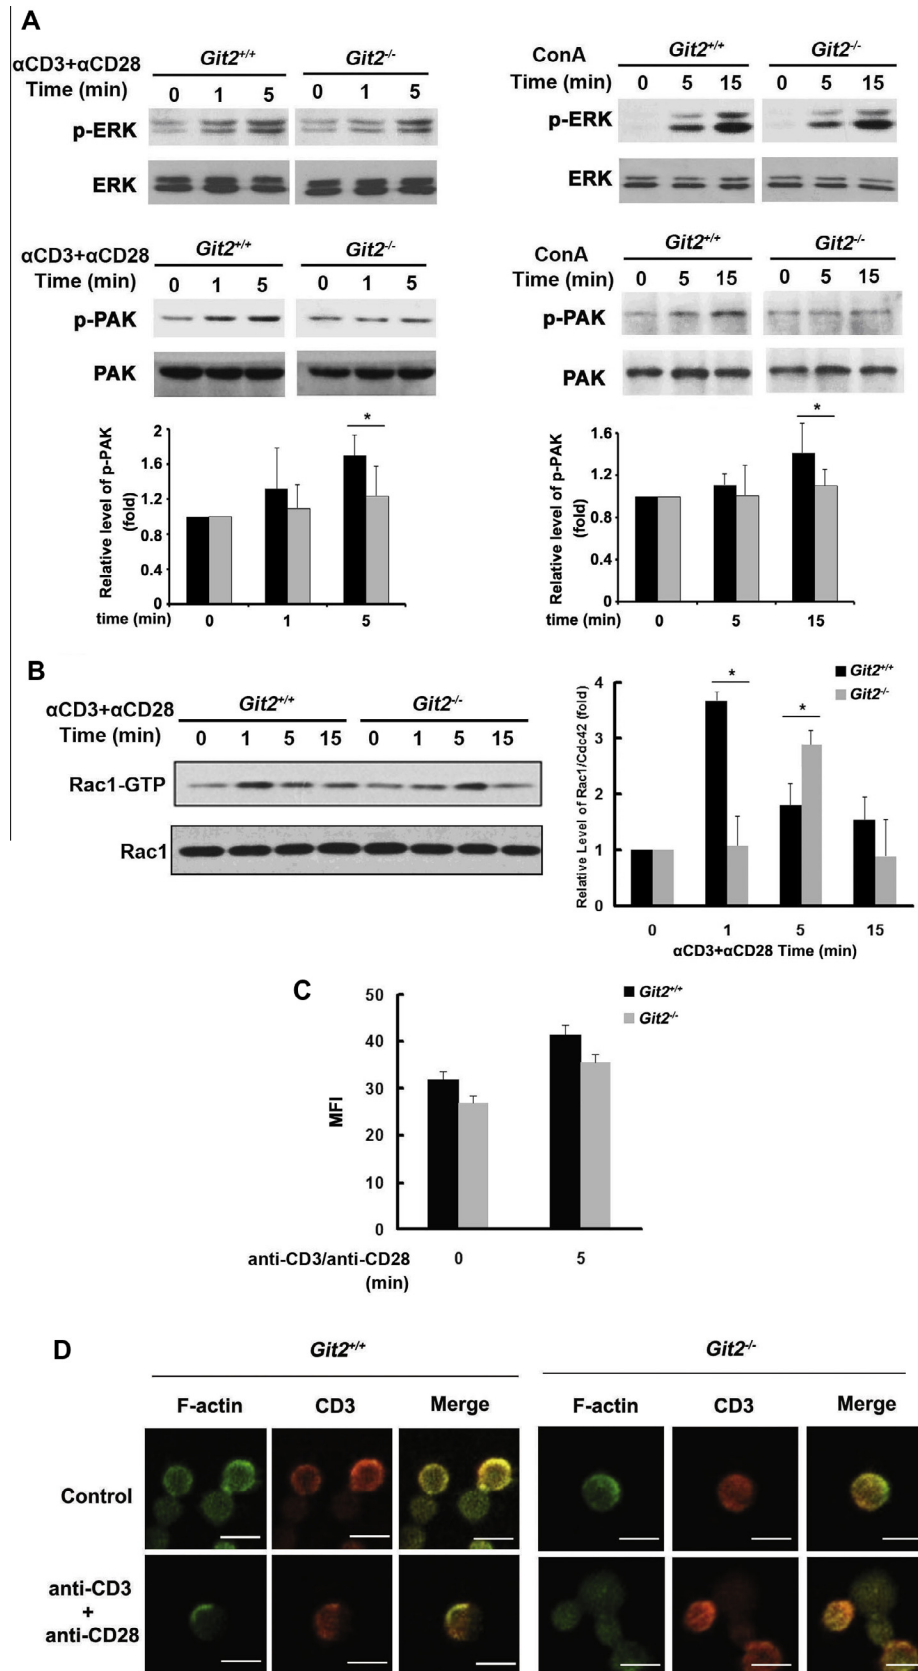 A
αCD3+αCD28 Git2+/+ Git2-/-
Time (min) 0 1 5 0 1 5
p-ERK
ERK
ConA Git2+/+ Git2-/-
Time (min) 0 5 15 0 5 15
p-ERK
ERK
αCD3+αCD28 Git2+/+ Git2-/-
Time (min) 0 1 5 0 1 5
p-PAK
PAK
ConA Git2+/+ Git2-/-
Time (min) 0 5 15 0 5 15
p-PAK
PAK
Relative level of p-PAK
(fold)
2
1.6
1.2
0.8
0.4
0
*
time (min) 0 1 5
Relative level of p-PAK
(fold)
1.6
1.2
0.8
0.4
0
*
time (min) 0 5 15
B
αCD3+αCD28 Git2+/+ Git2-/-
Time (min) 0 1 5 15 0 1 5 15
Rac1-GTP
Rac1
Relative Level of Rac1/Cdc42 (fold)
4
3
2
1
0
*
*
Git2+/+
Git2-/-
0 1 5 15
αCD3+αCD28 Time (min)
C
MFI
50
40
30
20
10
0
Git2+/+
Git2-/-
anti-CD3/anti-CD28 0 5
(min)
D
Git2+/+ Git2-/-
F-actin CD3 Merge F-actin CD3 Merge
Control
anti-CD3
+
anti-CD28